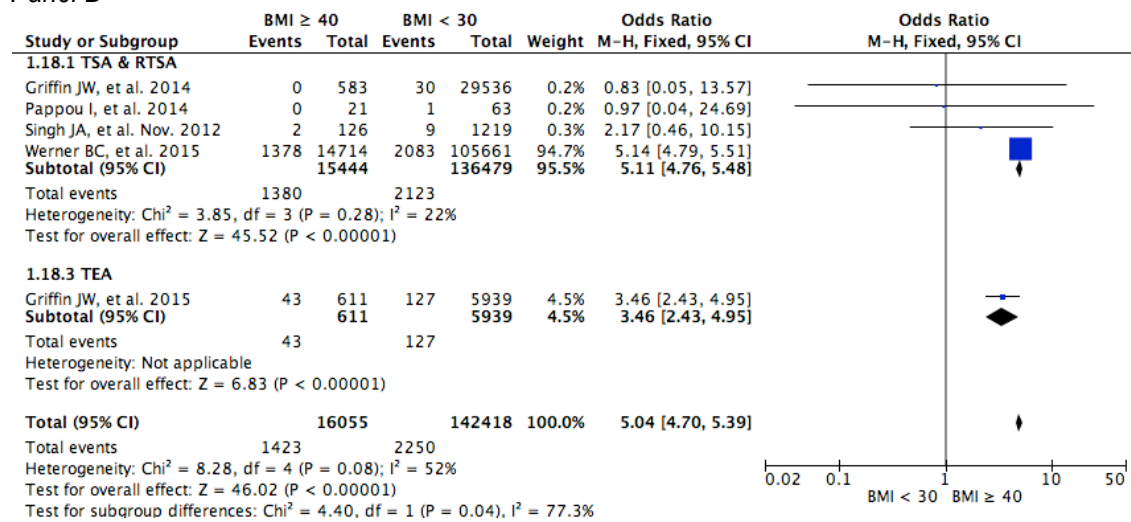 BMI ≥ 40 BMI < 30 Odds Ratio Odds Ratio
Study or Subgroup Events Total Events Total Weight M-H, Fixed, 95% CI M-H, Fixed, 95% CI
1.18.1 TSA & RTSA
Griffin JW, et al. 2014 0 583 30 29536 0.2% 0.83 [0.05, 13.57]
Pappou I, et al. 2014 0 21 1 63 0.2% 0.97 [0.04, 24.69]
Singh JA, et al. Nov. 2012 2 126 9 1219 0.3% 2.17 [0.46, 10.15]
Werner BC, et al. 2015 1378 14714 2083 105661 94.7% 5.14 [4.79, 5.51]
Subtotal (95% CI) 15444 136479 95.5% 5.11 [4.76, 5.48]
Total events 1380 2123
Heterogeneity: Chi² = 3.85, df = 3 (P = 0.28); I² = 22%
Test for overall effect: Z = 45.52 (P < 0.00001)
1.18.3 TEA
Griffin JW, et al. 2015 43 611 127 5939 4.5% 3.46 [2.43, 4.95]
Subtotal (95% CI) 611 5939 4.5% 3.46 [2.43, 4.95]
Total events 43 127
Heterogeneity: Not applicable
Test for overall effect: Z = 6.83 (P < 0.00001)
Total (95% CI) 16055 142418 100.0% 5.04 [4.70, 5.39]
Total events 1423 2250
Heterogeneity: Chi² = 8.28, df = 4 (P = 0.08); I² = 52%
Test for overall effect: Z = 46.02 (P < 0.00001)
Test for subgroup differences: Chi² = 4.40, df = 1 (P = 0.04), I² = 77.3%
0.02 0.1 1 10 50
BMI < 30 BMI ≥ 40